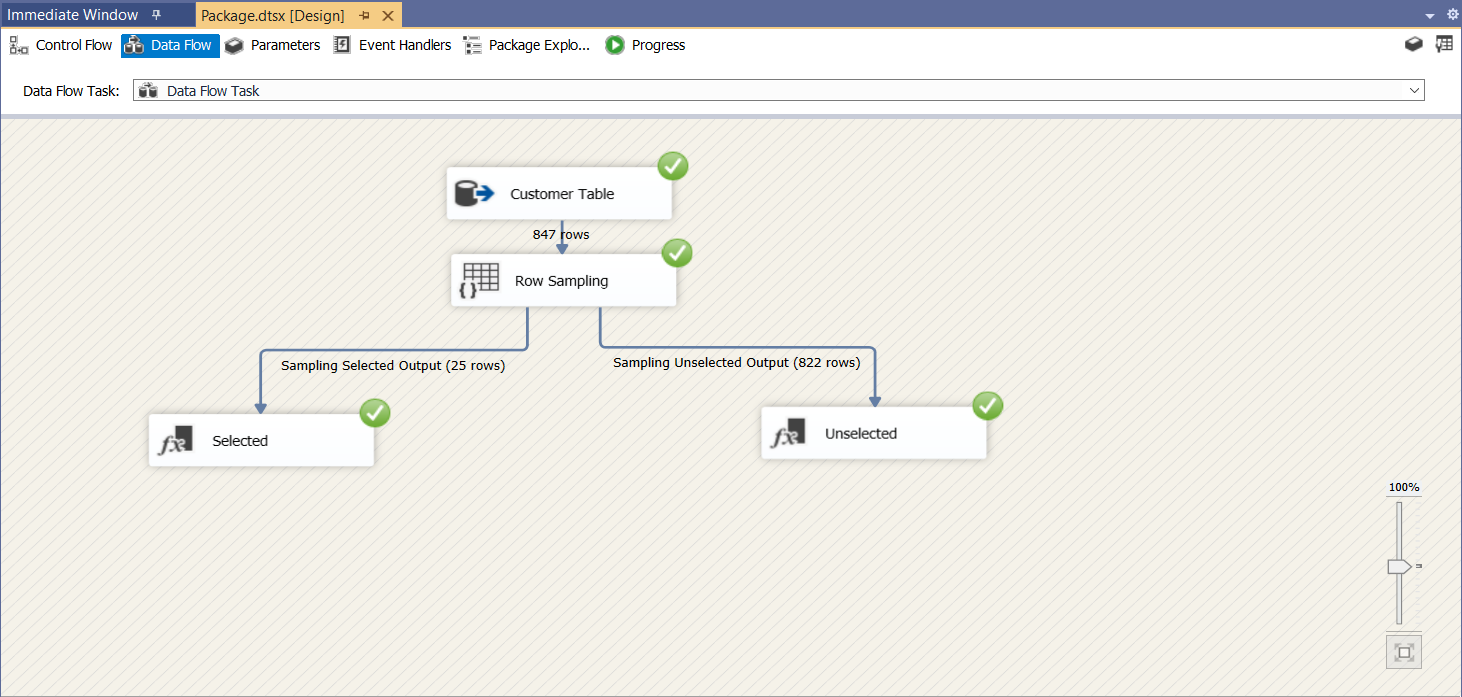 Immediate Window
Package.dtsx [Design]
Control Flow
Data Flow
Parameters
Event Handlers
Package Explo...
Progress
Data Flow Task:
Data Flow Task
Customer Table
847 rows
Row Sampling
Sampling Selected Output (25 rows)
Sampling Unselected Output (822 rows)
Selected
Unselected
100%